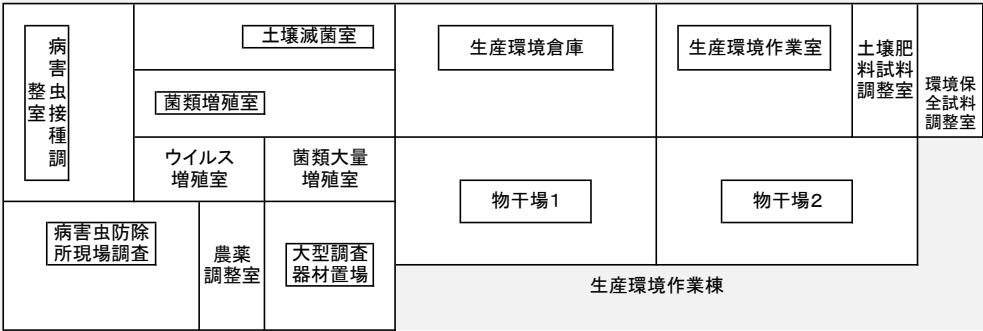 病害虫接種調
整室
土壌滅菌室
菌類増殖室
ウイルス
増殖室
菌類大量
増殖室
病害虫防除
所現場調査
農薬
調整室
大型調査
器材置場
生産環境倉庫
生産環境作業室
土壌肥
料試料
調整室
環境保
全試料
調整室
物干場1
物干場2
生産環境作業棟